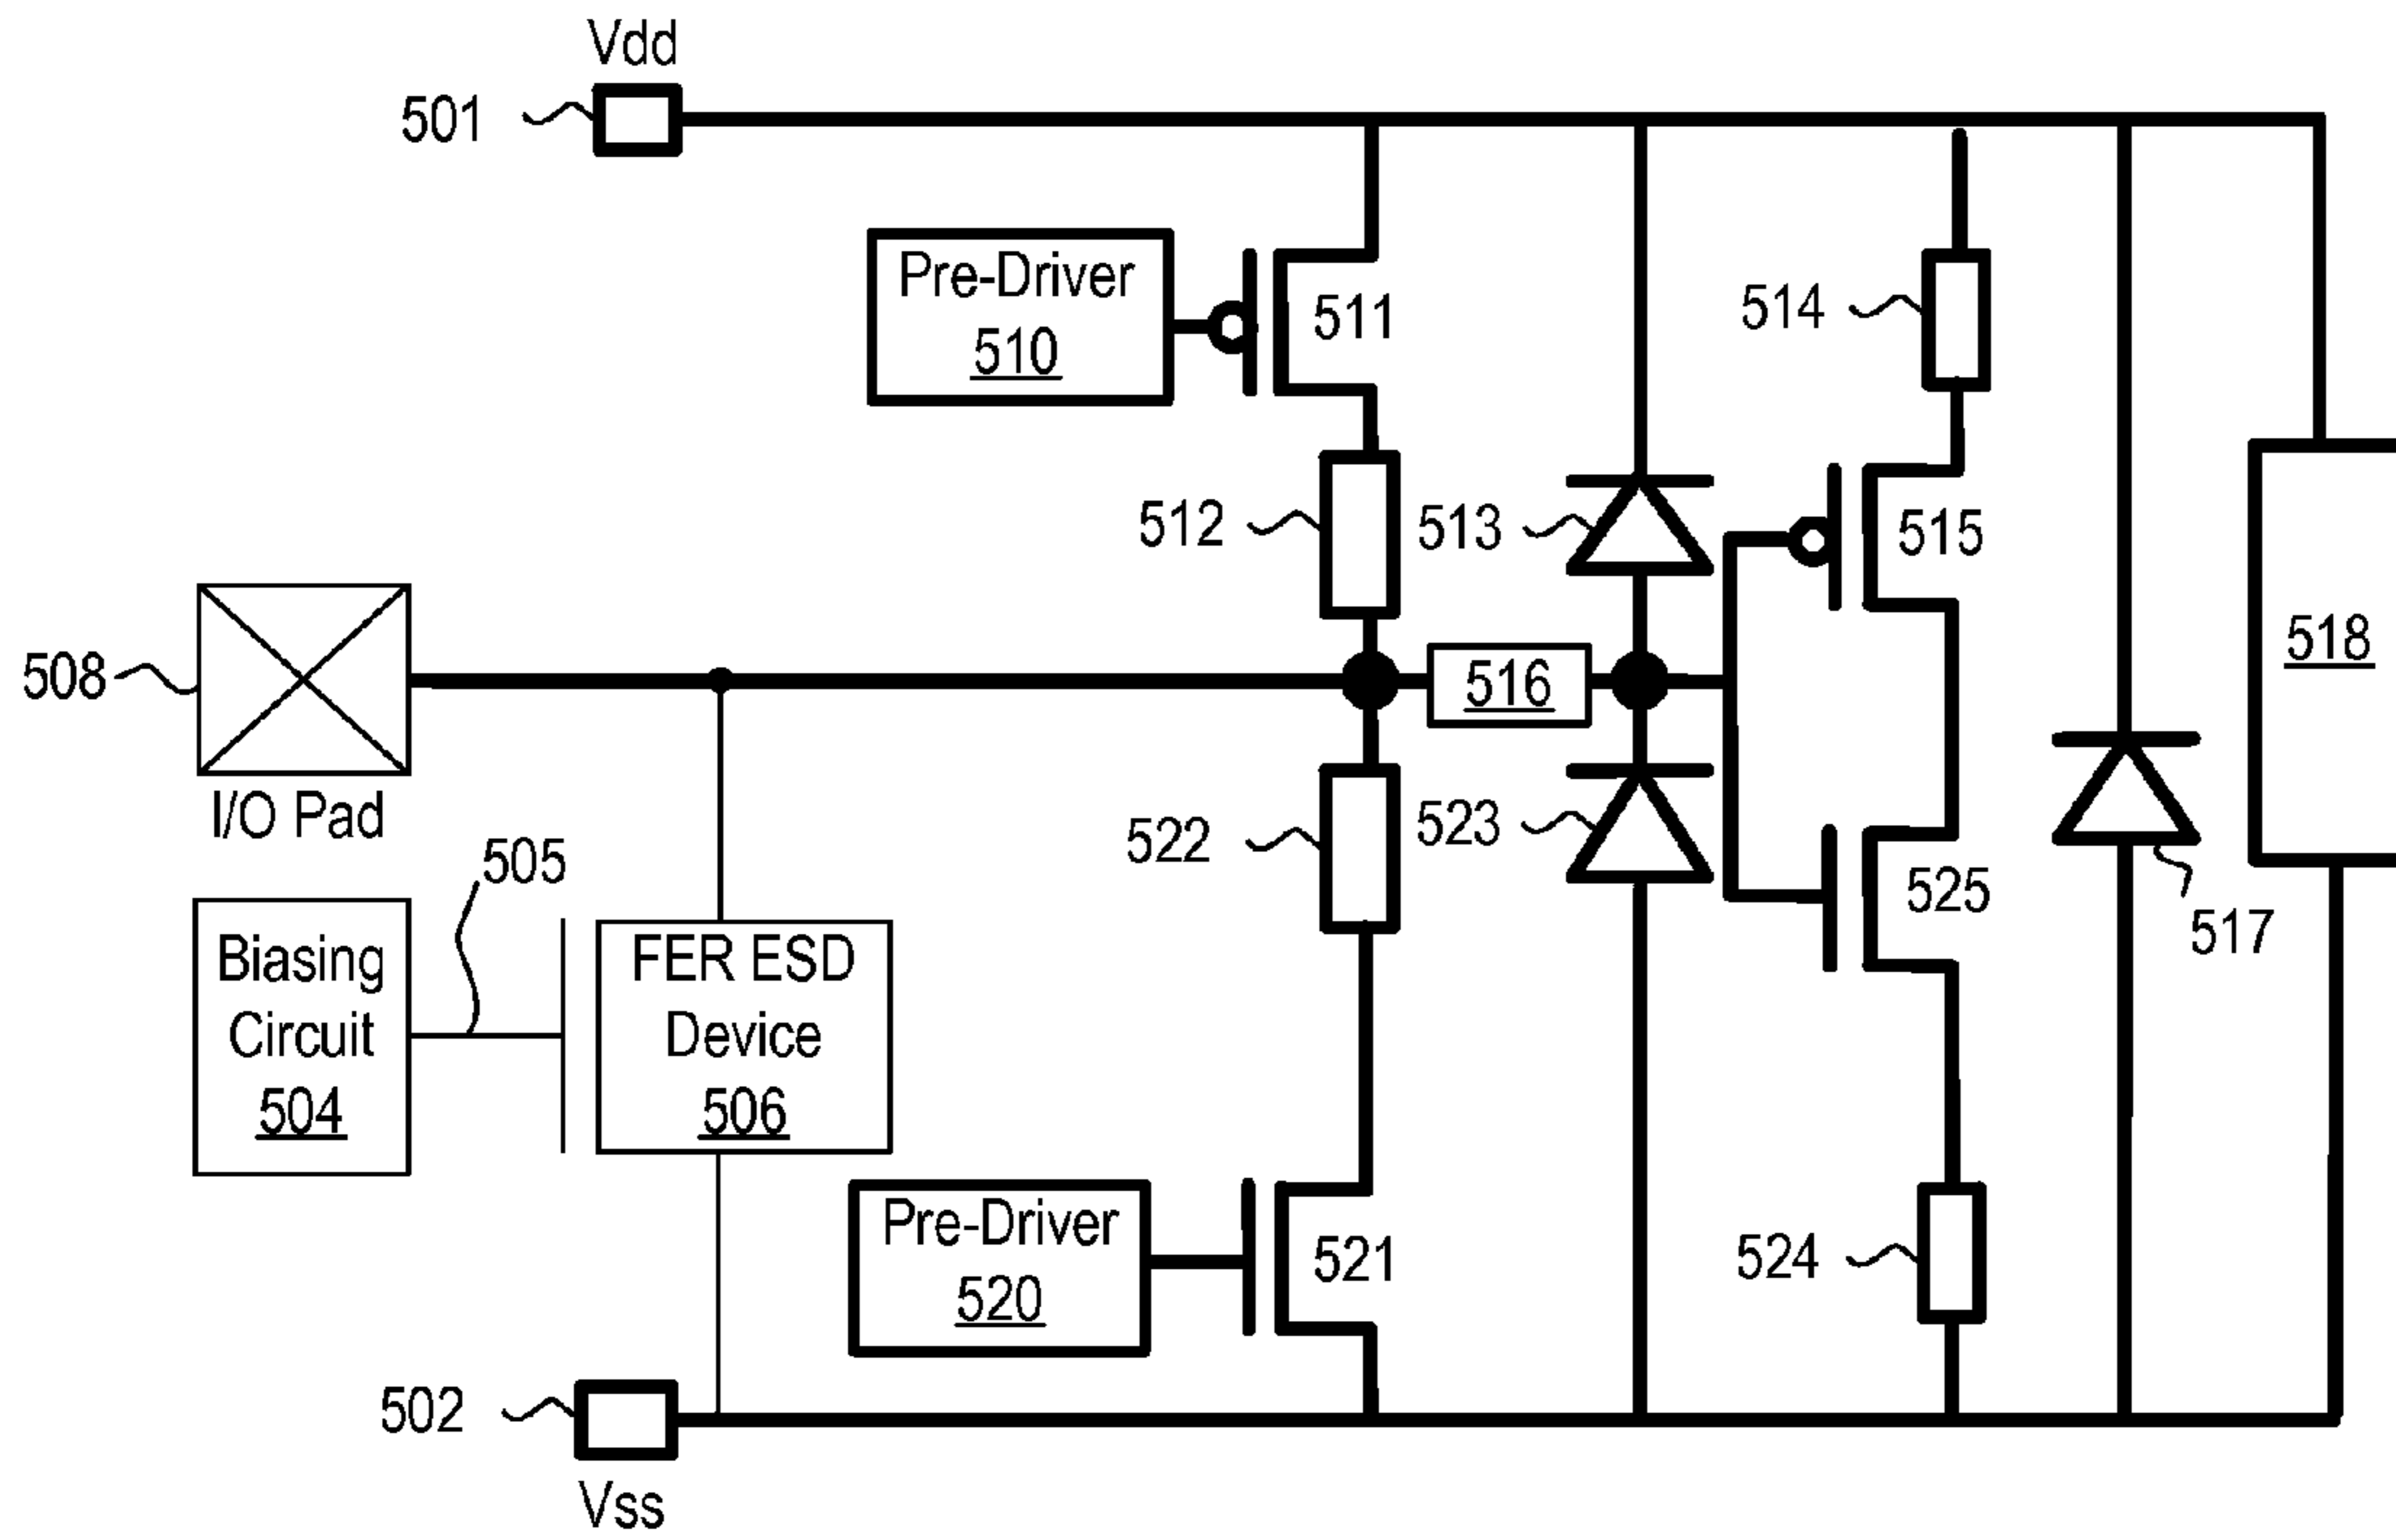 Vdd
501
Pre-Driver
510
511
514
512
513
515
508
516
518
I/O Pad
522
523
505
525
517
Biasing
Circuit
504
FER ESD
Device
506
Pre-Driver
520
521
524
502
Vss